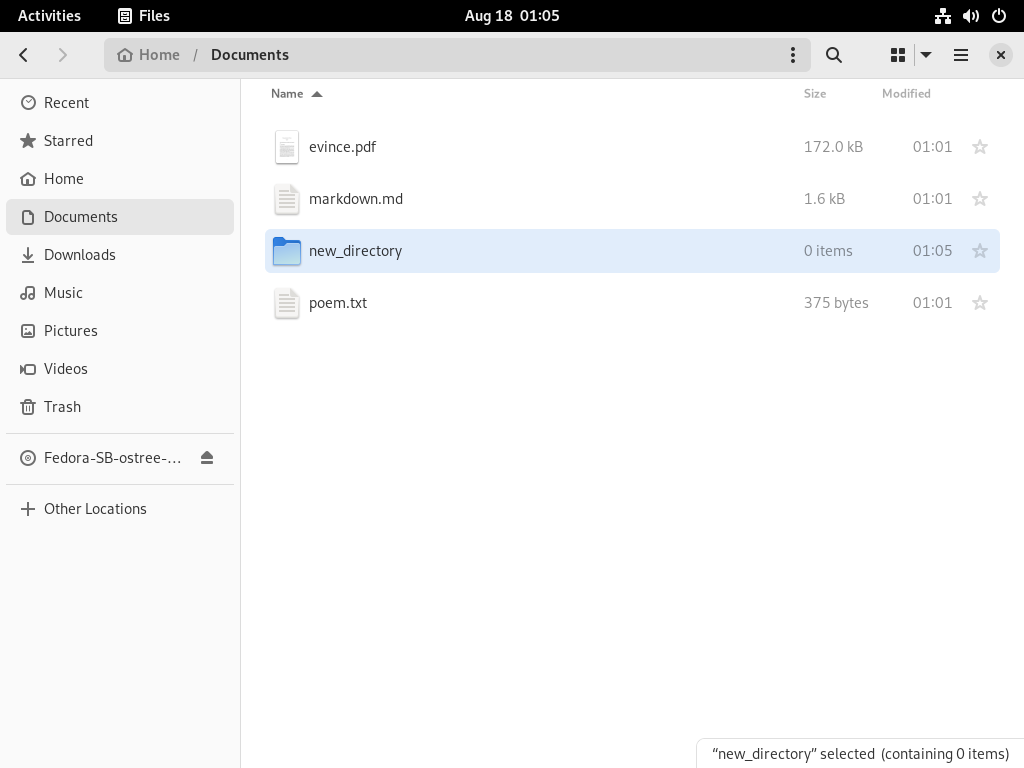 Activities Files Aug 18 01:05
Home / Documents
Recent
Starred
Home
Documents
Downloads
Music
Pictures
Videos
Trash
Fedora-SB-ostree-…
Other Locations
Name Size Modified
evince.pdf 172.0 kB 01:01
markdown.md 1.6 kB 01:01
new_directory 0 items 01:05
poem.txt 375 bytes 01:01
“new_directory” selected (containing 0 items)